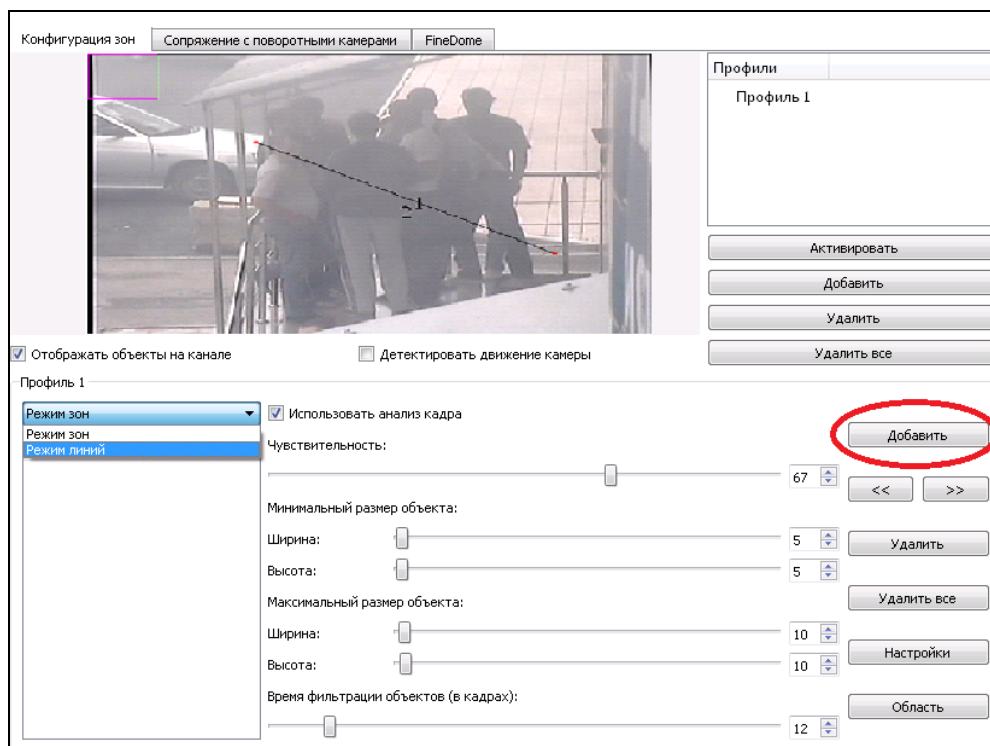 Конфигурация зон
Сопряжение с поворотными камерами
FineDome
Профили
Профиль 1
1
2
Активировать
Добавить
Удалить
Удалить все
Отображать объекты на канале
Детектировать движение камеры
Профиль 1
Режим зон
Режим зон
Режим линий
Использовать анализ кадра
Чувствительность:
67
Минимальный размер объекта:
Ширина:
5
Высота:
5
Максимальный размер объекта:
Ширина:
10
Высота:
10
Время фильтрации объектов (в кадрах):
12
Добавить
<<
>>
Удалить
Удалить все
Настройки
Область